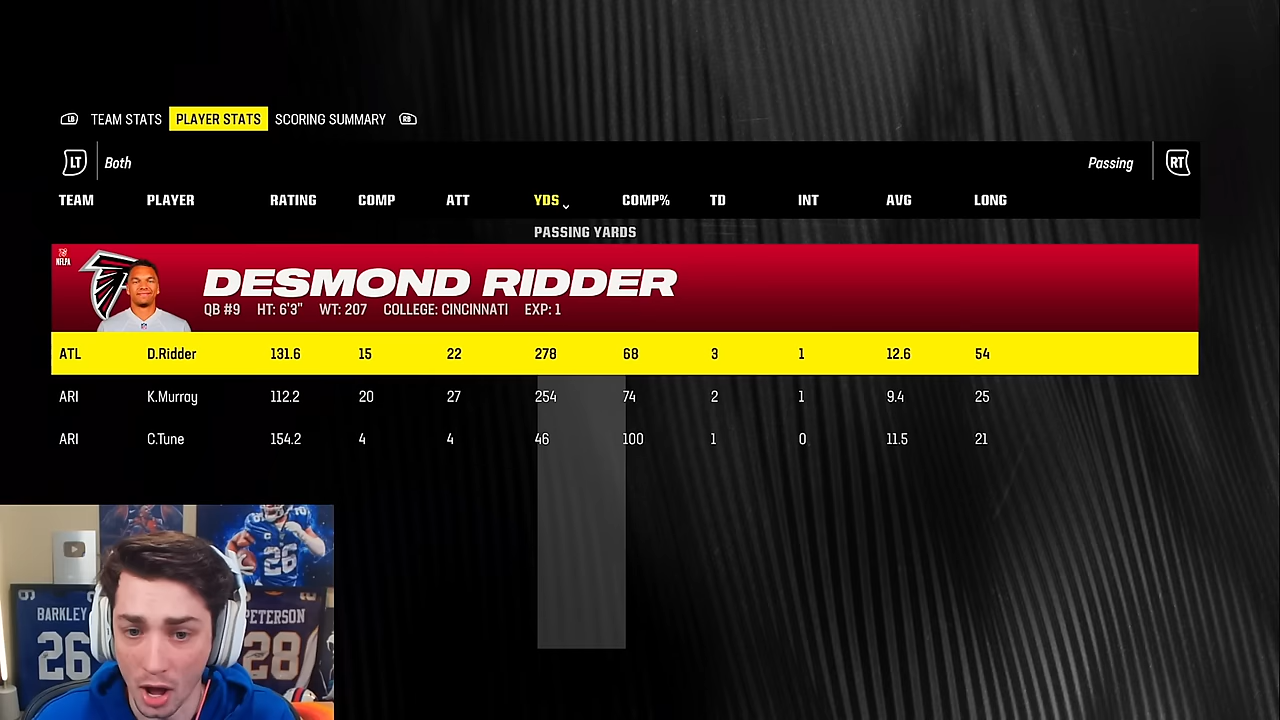 LB TEAM STATS PLAYER STATS SCORING SUMMARY RB
LT Both Passing RT
TEAM PLAYER RATING COMP ATT YDS COMP% TD INT AVG LONG
PASSING YARDS
NFLPA
DESMOND RIDDER
QB #9 HT: 6'3" WT: 207 COLLEGE: CINCINNATI EXP: 1
ATL D.Ridder 131.6 15 22 278 68 3 1 12.6 54
ARI K.Murray 112.2 20 27 254 74 2 1 9.4 25
ARI C.Tune 154.2 4 4 46 100 1 0 11.5 21
26
BARKLEY
26
PETERSON
28